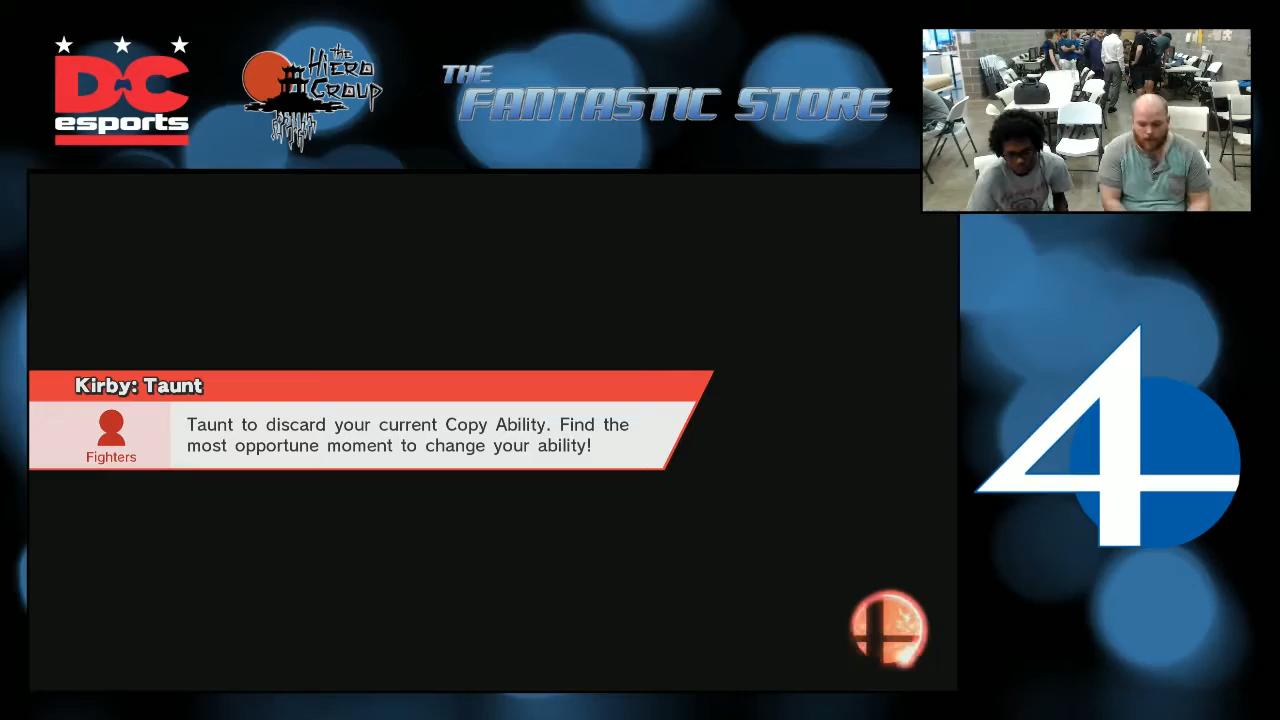 DC
esports
the
Hiero
Group
THE
FANTASTIC STORE
Kirby: Taunt
Taunt to discard your current Copy Ability. Find the
most opportune moment to change your ability!
Fighters
4